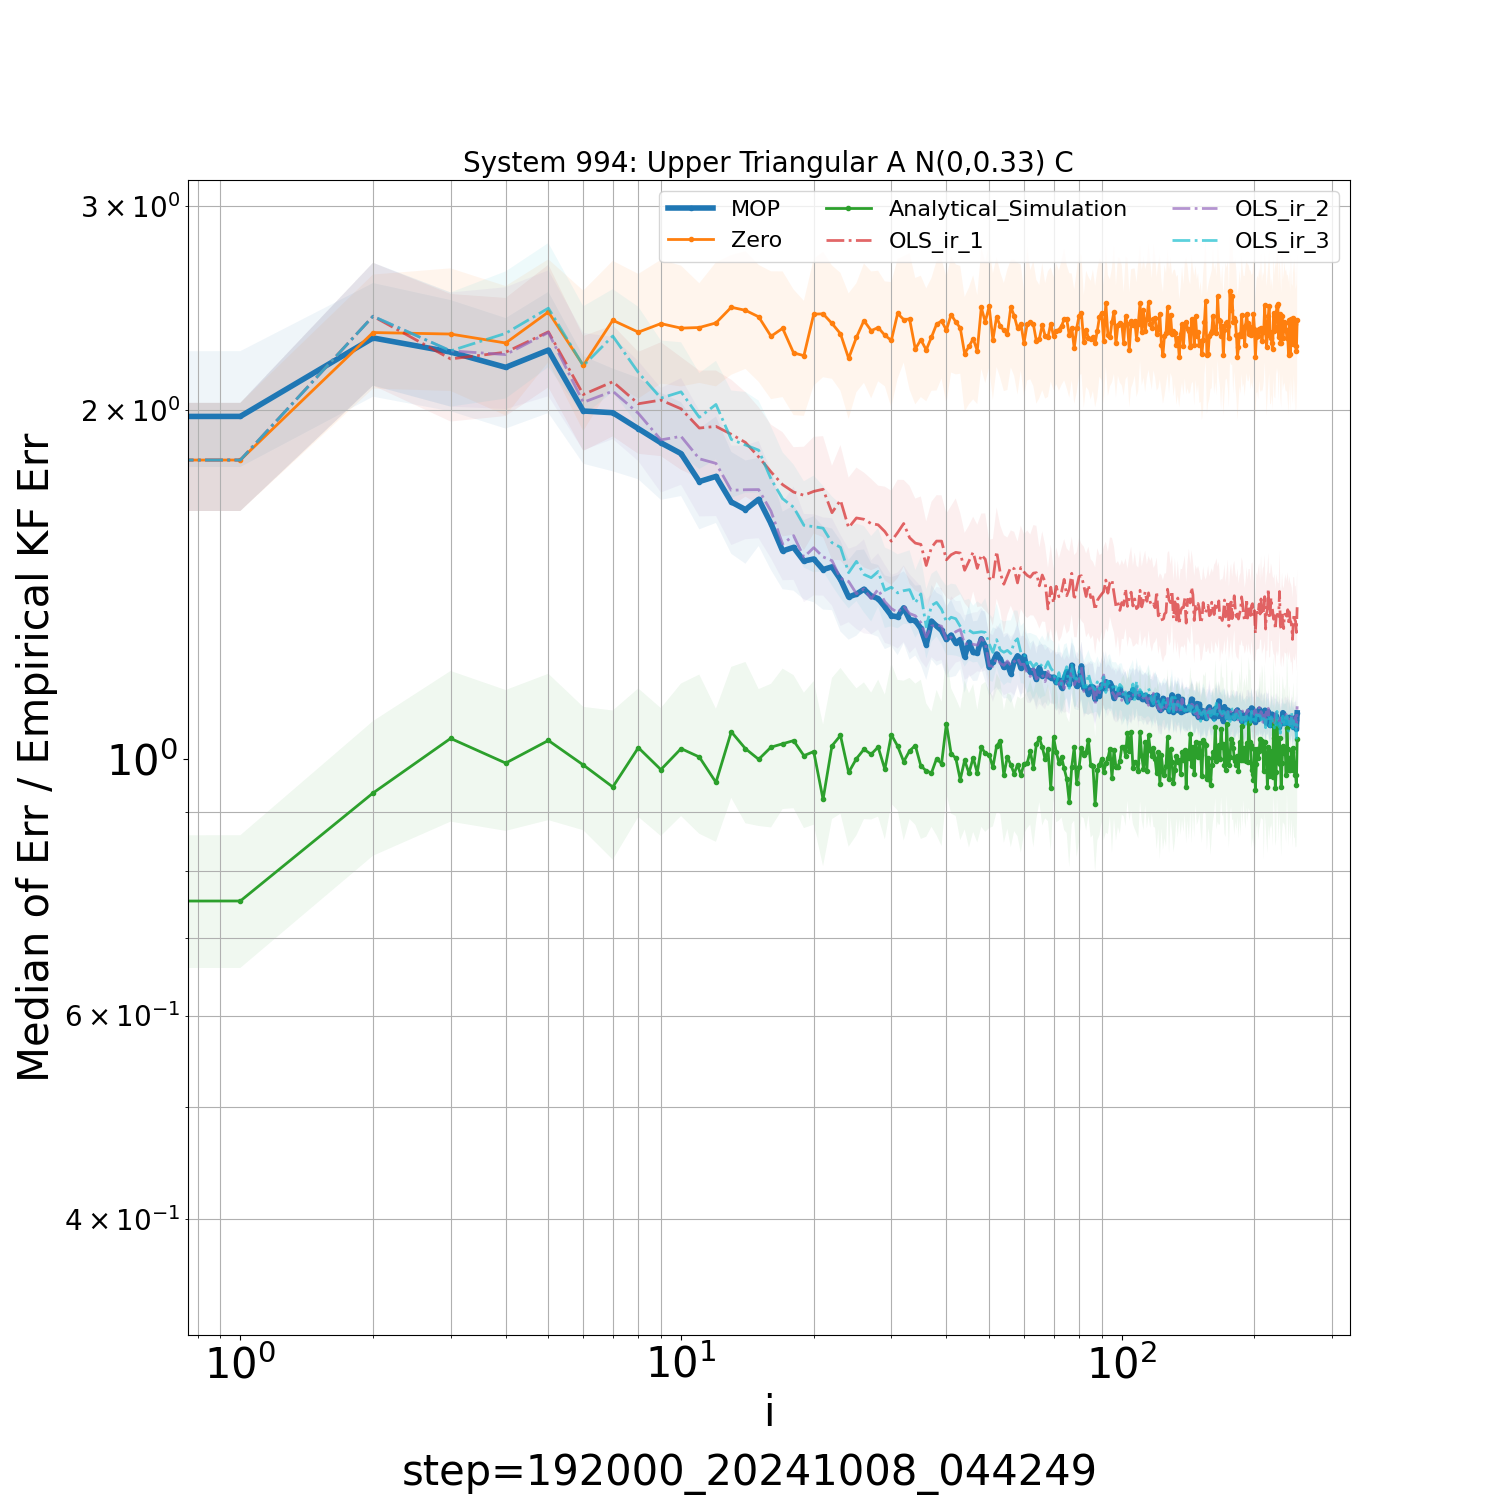 System 994: Upper Triangular A N(0,0.33) C
MOP
Zero
Analytical_Simulation
OLS_ir_1
OLS_ir_2
OLS_ir_3
Median of Err / Empirical KF Err
3 × 10⁰
2 × 10⁰
10⁰
6 × 10⁻¹
4 × 10⁻¹
10⁰
10¹
10²
i
step=192000_20241008_044249